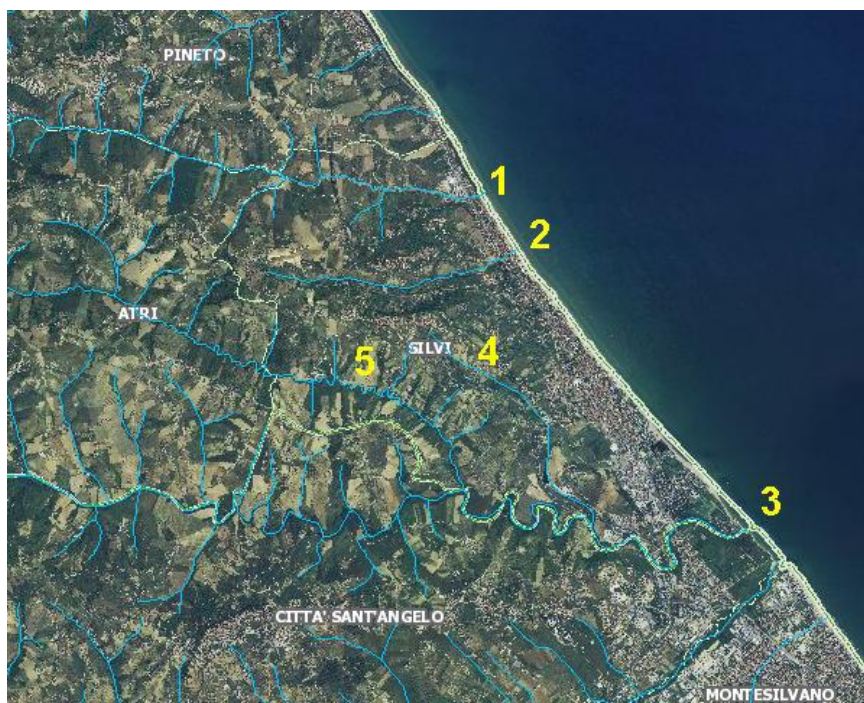 PINETO
1
2
ATRI
5
SILVI
4
3
CITTA' SANT'ANGELO
MONTESILVANO